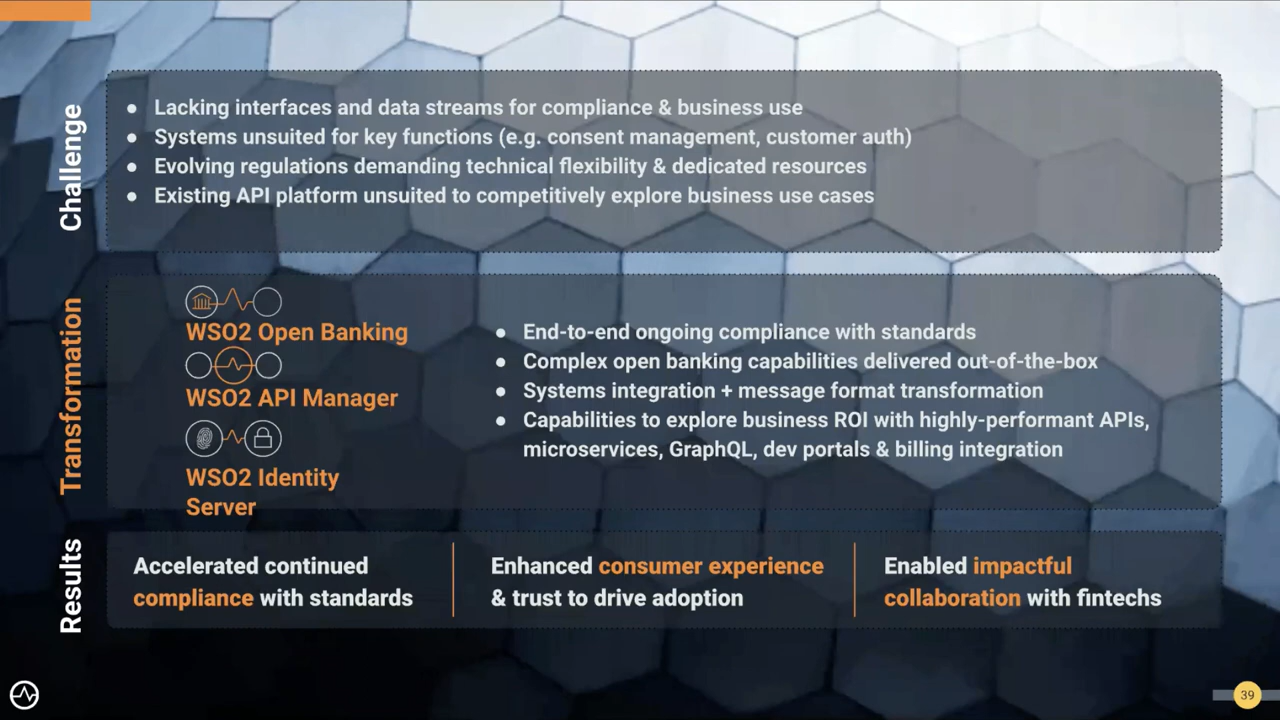 Challenge
● Lacking interfaces and data streams for compliance & business use
● Systems unsuited for key functions (e.g. consent management, customer auth)
● Evolving regulations demanding technical flexibility & dedicated resources
● Existing API platform unsuited to competitively explore business use cases
Transformation
WSO2 Open Banking
WSO2 API Manager
WSO2 Identity
Server
● End-to-end ongoing compliance with standards
● Complex open banking capabilities delivered out-of-the-box
● Systems integration + message format transformation
● Capabilities to explore business ROI with highly-performant APIs,
microservices, GraphQL, dev portals & billing integration
Results
Accelerated continued
compliance with standards
Enhanced consumer experience
& trust to drive adoption
Enabled impactful
collaboration with fintechs
39